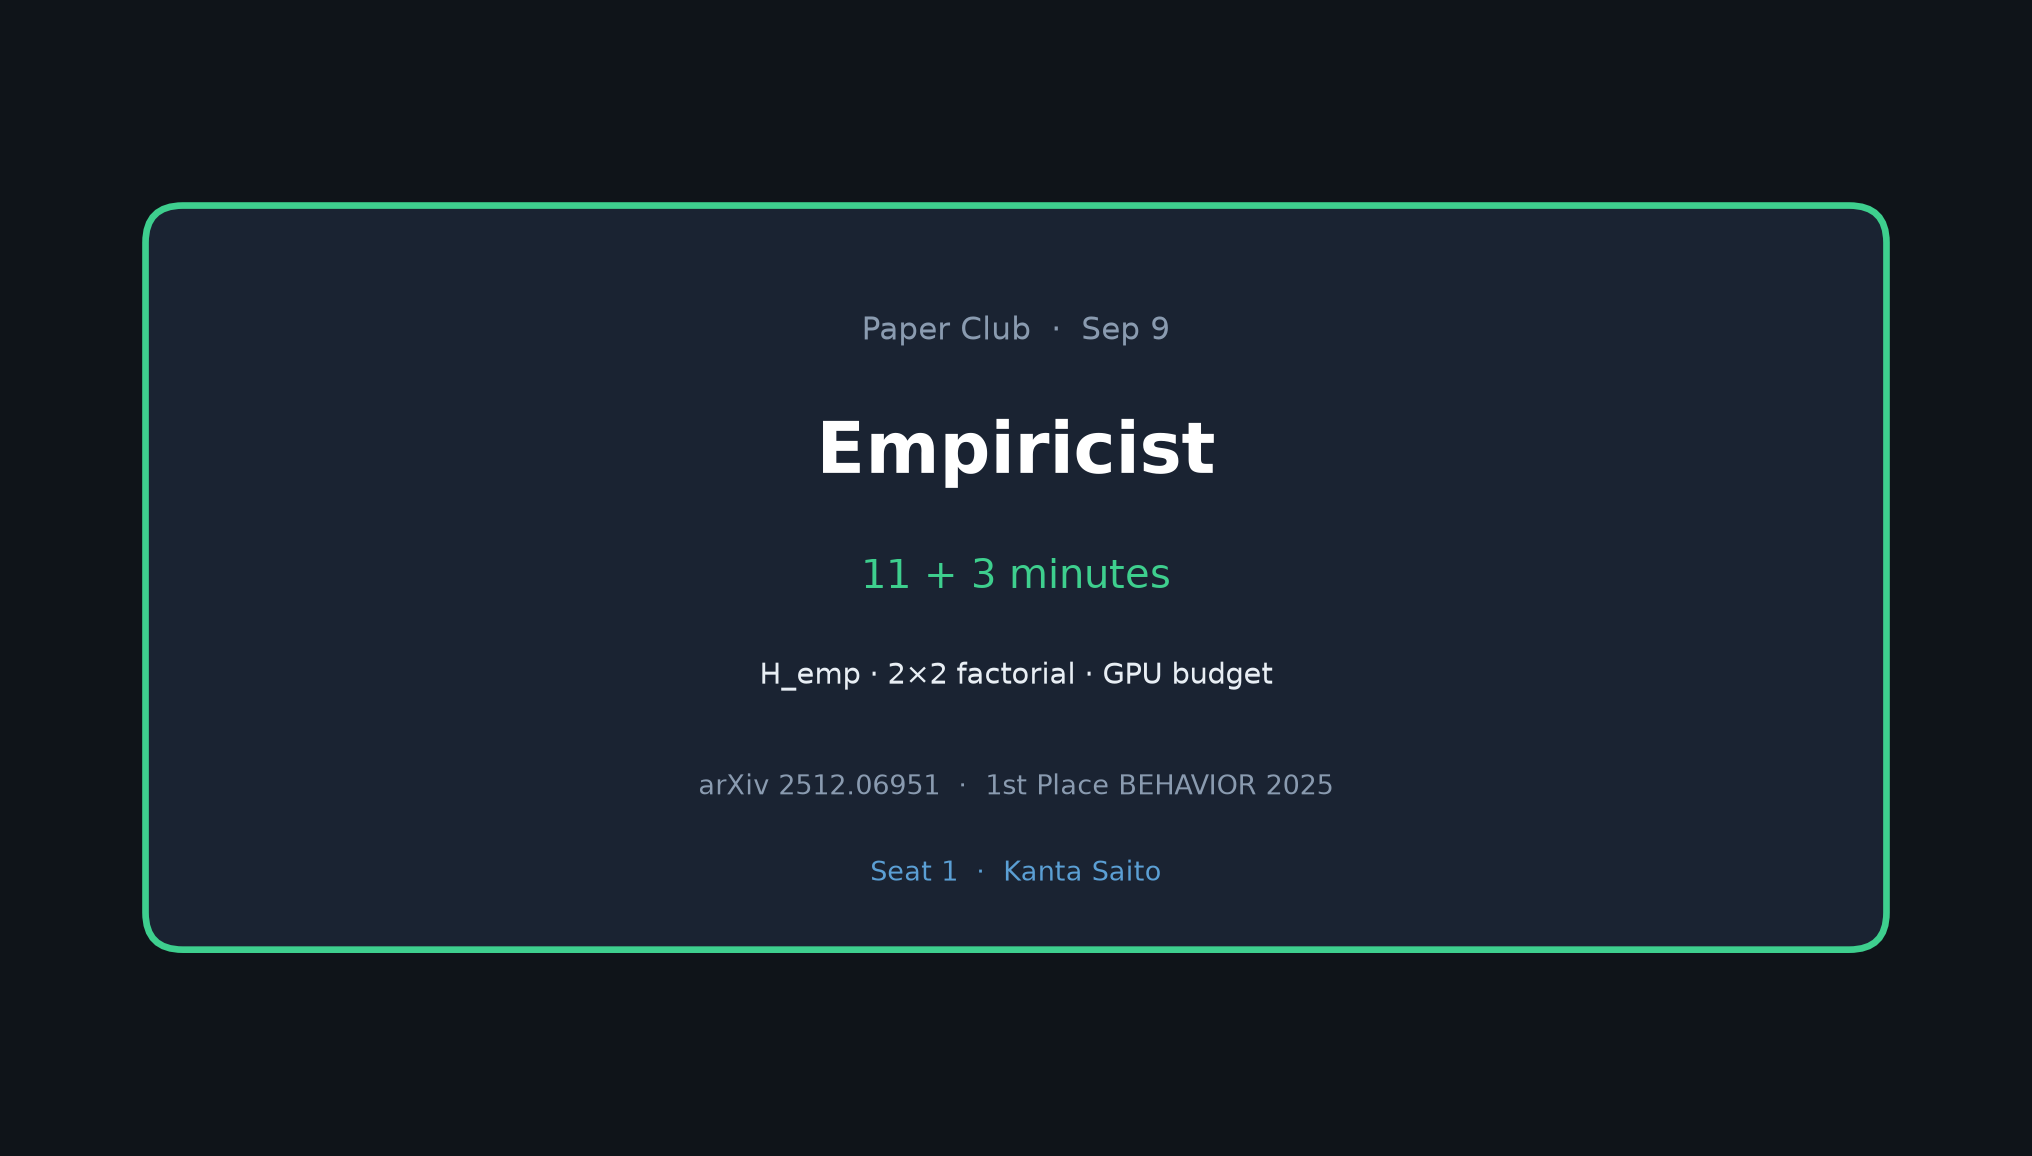 Paper Club · Sep 9
Empiricist
11 + 3 minutes
H_emp · 2×2 factorial · GPU budget
arXiv 2512.06951 · 1st Place BEHAVIOR 2025
Seat 1 · Kanta Saito